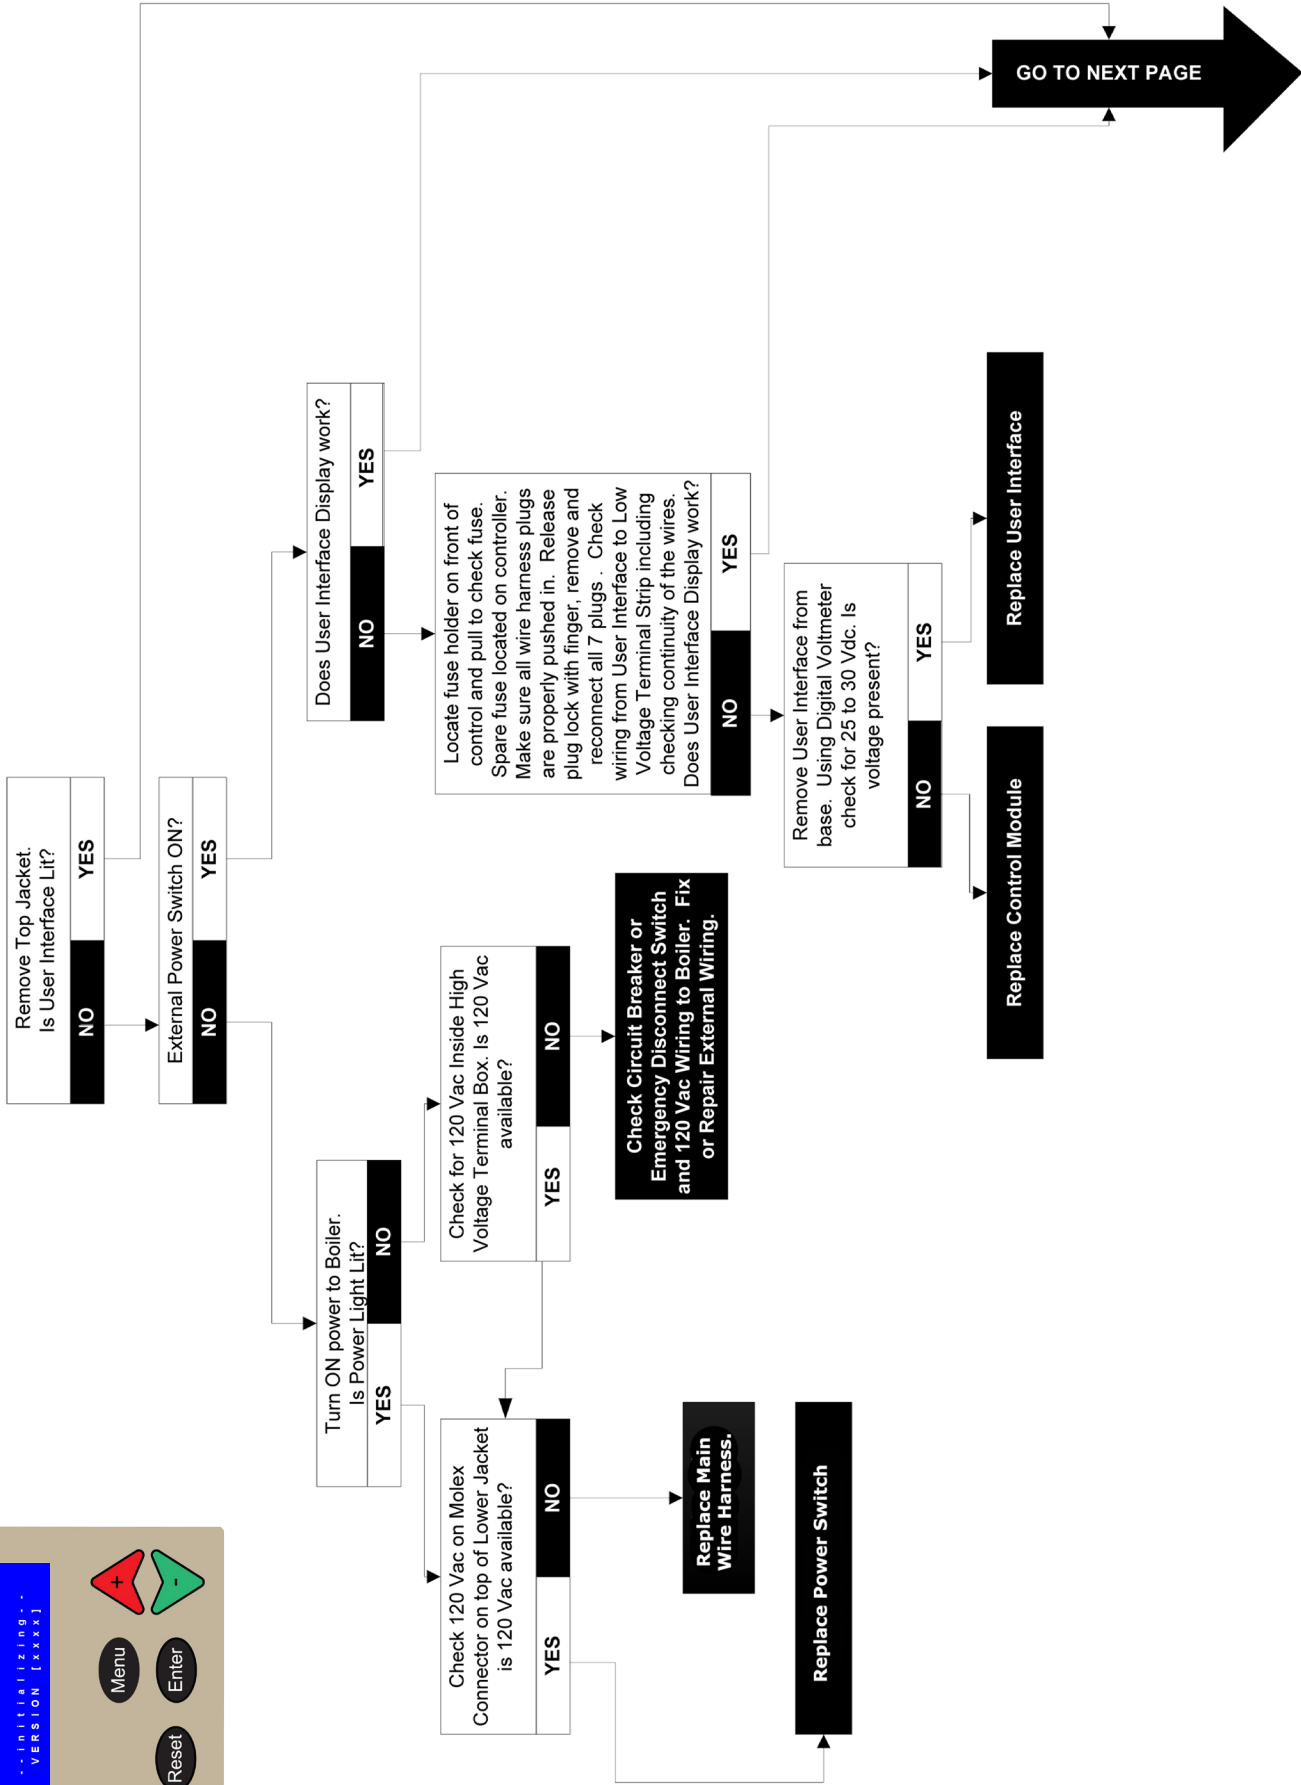 - - i n i t i a l i z i n g - -
V E R S I O N  [ x x x x ]
Menu
Reset
Enter
+
-
Remove Top Jacket.
Is User Interface Lit?
NO
YES
External Power Switch ON?
NO
YES
Turn ON power to Boiler.
Is Power Light Lit?
YES
NO
Does User Interface Display work?
NO
YES
Check 120 Vac on Molex
Connector on top of Lower Jacket
is 120 Vac available?
YES
NO
Check for 120 Vac Inside High
Voltage Terminal Box. Is 120 Vac
available?
YES
NO
Locate fuse holder on front of
control and pull to check fuse.
Spare fuse located on controller.
Make sure all wire harness plugs
are properly pushed in.  Release
plug lock with finger, remove and
reconnect all 7 plugs .  Check
wiring from User Interface to Low
Voltage Terminal Strip including
checking continuity of the wires.
Does User Interface Display work?
NO
YES
Check Circuit Breaker or
Emergency Disconnect Switch
and 120 Vac Wiring to Boiler.  Fix
or Repair External Wiring.
Replace Main
Wire Harness.
Remove User Interface from
base.  Using Digital Voltmeter
check for 25 to 30 Vdc. Is
voltage present?
NO
YES
Replace Power Switch
Replace Control Module
Replace User Interface
GO TO NEXT PAGE